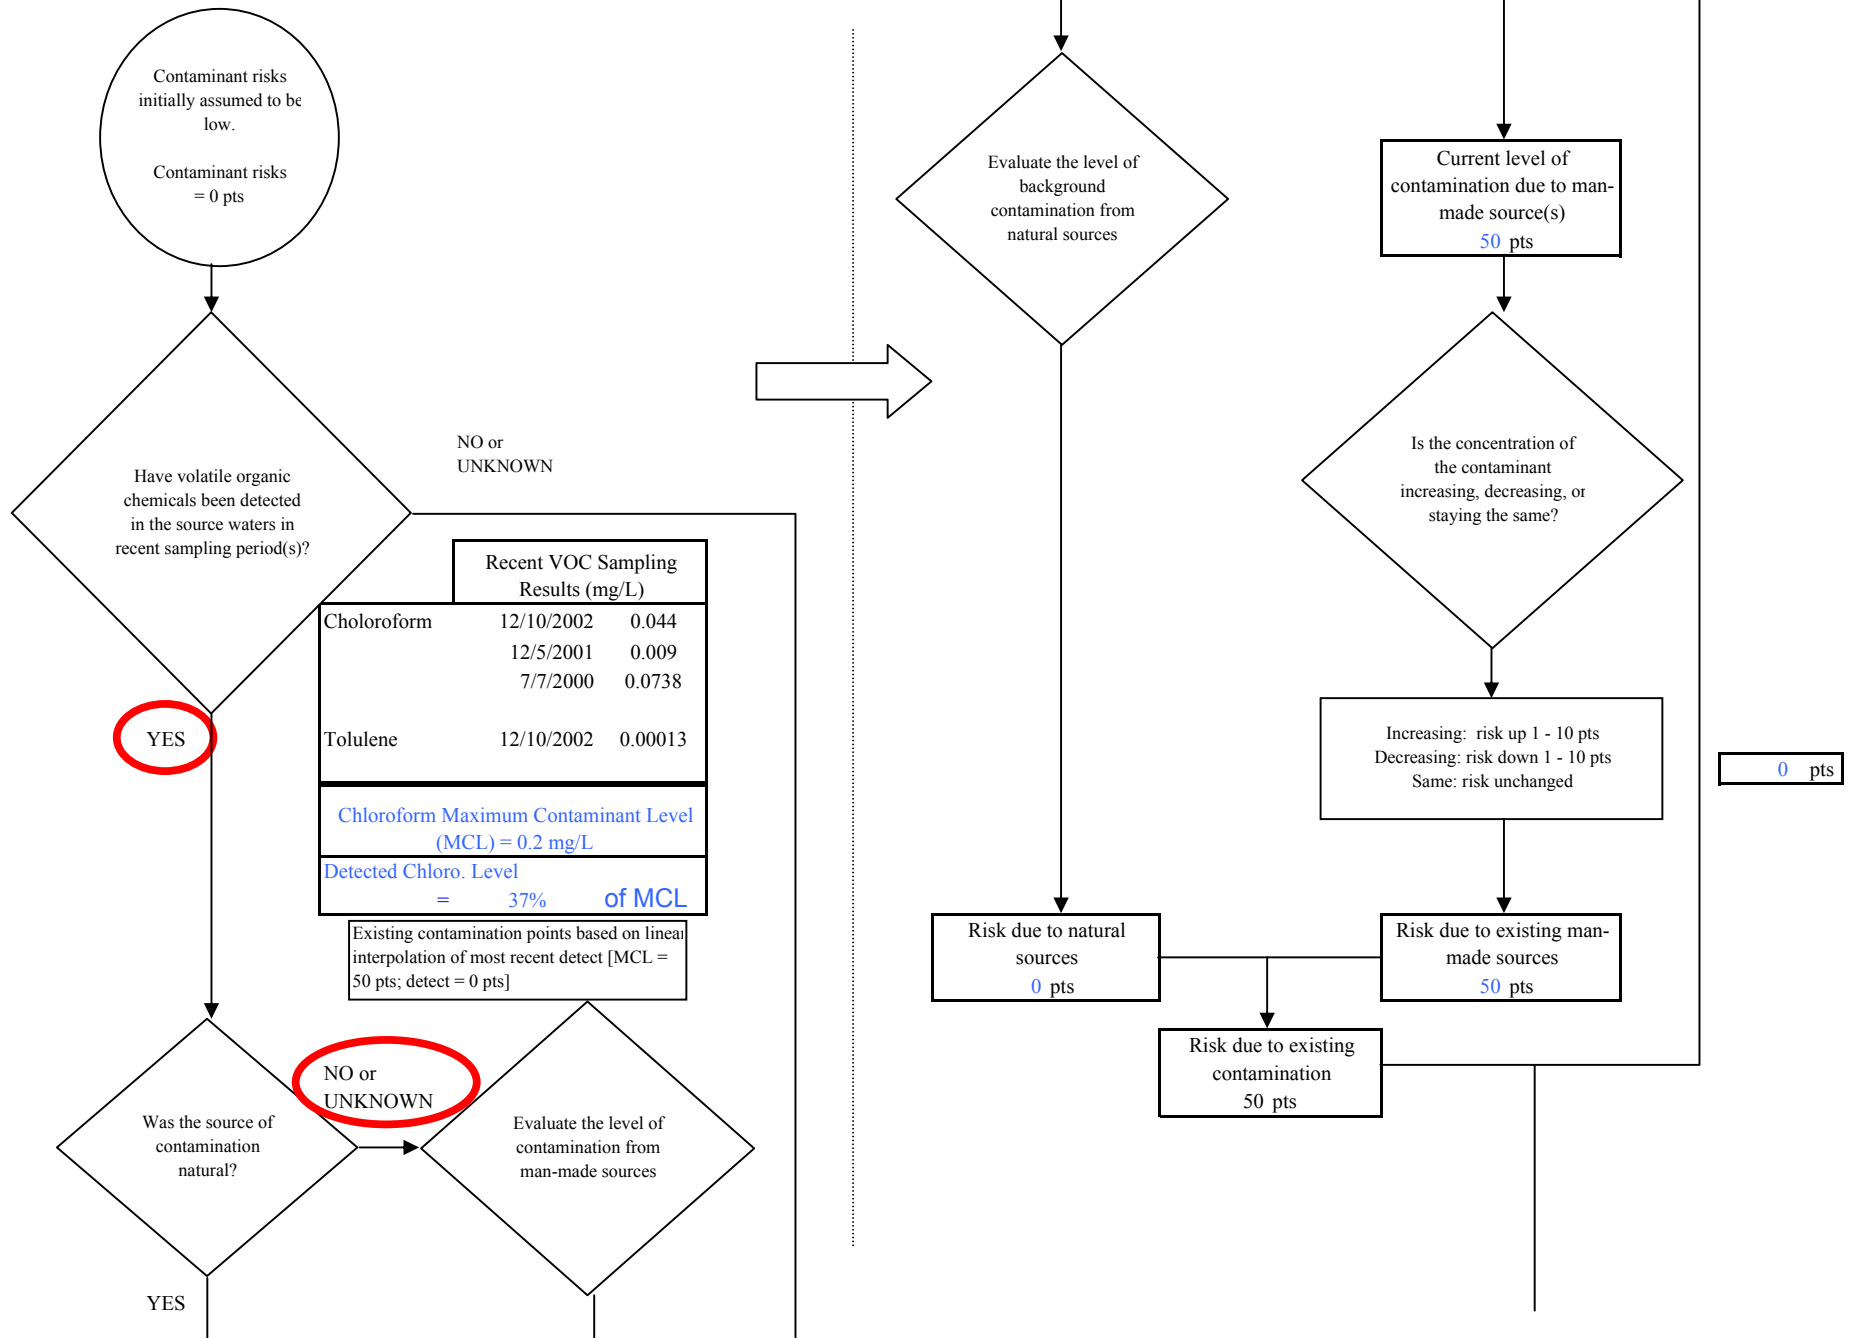 Contaminant risks
initially assumed to be
low.
Contaminant risks
= 0 pts
Have volatile organic
chemicals been detected
in the source waters in
recent sampling period(s)?
NO or
UNKNOWN
YES
Recent VOC Sampling
Results (mg/L)
Choloroform 12/10/2002 0.044
12/5/2001 0.009
7/7/2000 0.0738
Tolulene 12/10/2002 0.00013
Chloroform Maximum Contaminant Level
(MCL) = 0.2 mg/L
Detected Chloro. Level
= 37% of MCL
Existing contamination points based on linear
interpolation of most recent detect [MCL =
50 pts; detect = 0 pts]
Was the source of
contamination
natural?
NO or
UNKNOWN
Evaluate the level of
contamination from
man-made sources
YES
Evaluate the level of
background
contamination from
natural sources
Current level of
contamination due to man-
made source(s)
50 pts
Is the concentration of
the contaminant
increasing, decreasing, or
staying the same?
Increasing: risk up 1 - 10 pts
Decreasing: risk down 1 - 10 pts
Same: risk unchanged
0 pts
Risk due to natural
sources
0 pts
Risk due to existing man-
made sources
50 pts
Risk due to existing
contamination
50 pts